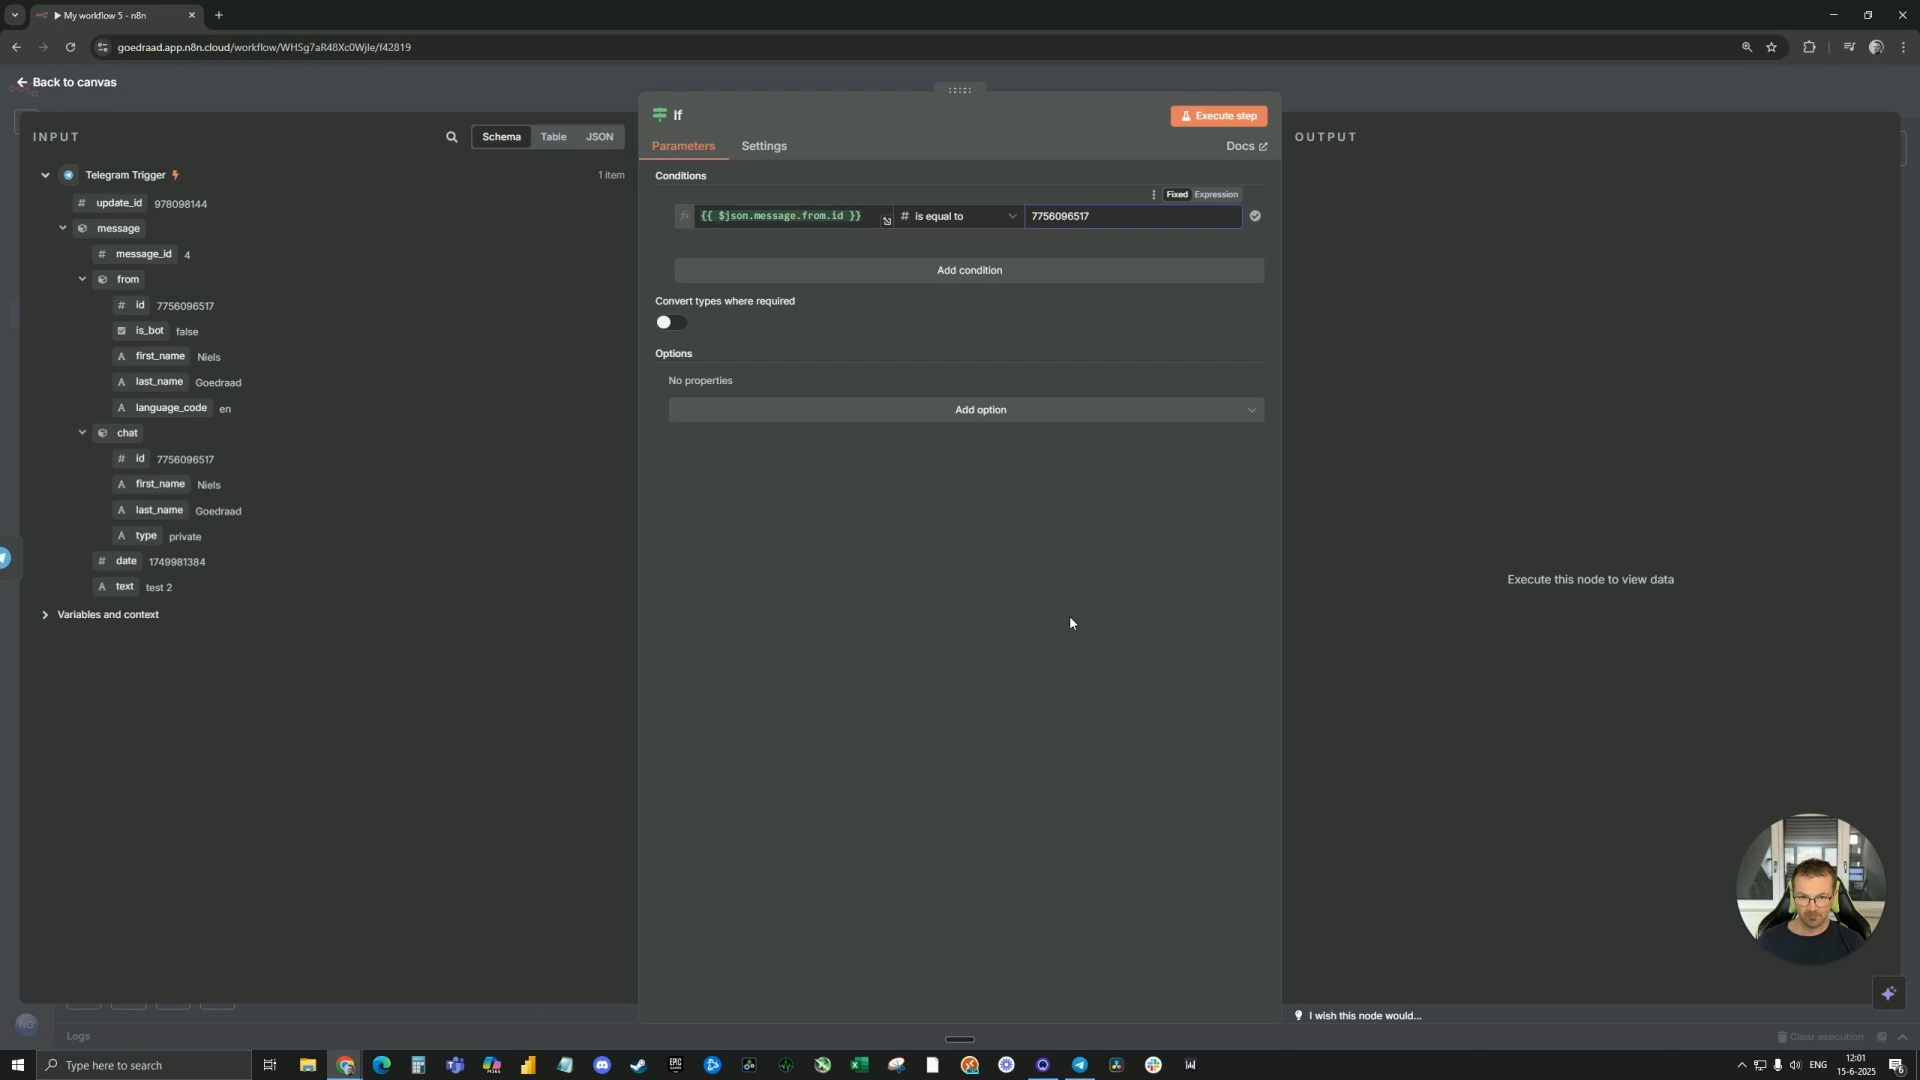 My workflow 5 - n8n
goedraad.app.n8n.cloud/workflow/WHSg7aR48Xc0Wjle/f42819
Back to canvas
INPUT
Schema
Table
JSON
Telegram Trigger
1 item
# update_id 978098144
message
# message_id 4
from
# id 7756096517
is_bot false
A first_name Niels
A last_name Goedraad
A language_code en
chat
# id 7756096517
A first_name Niels
A last_name Goedraad
A type private
# date 1749981384
A text test 2
Variables and context
If
Execute step
Parameters
Settings
Docs
Conditions
Fixed
Expression
fx {{ $json.message.from.id }}
# is equal to
7756096517
Add condition
Convert types where required
Options
No properties
Add option
OUTPUT
Execute this node to view data
I wish this node would...
NG
Logs
Clear execution
Type here to search
ENG
12:01
15-6-2025